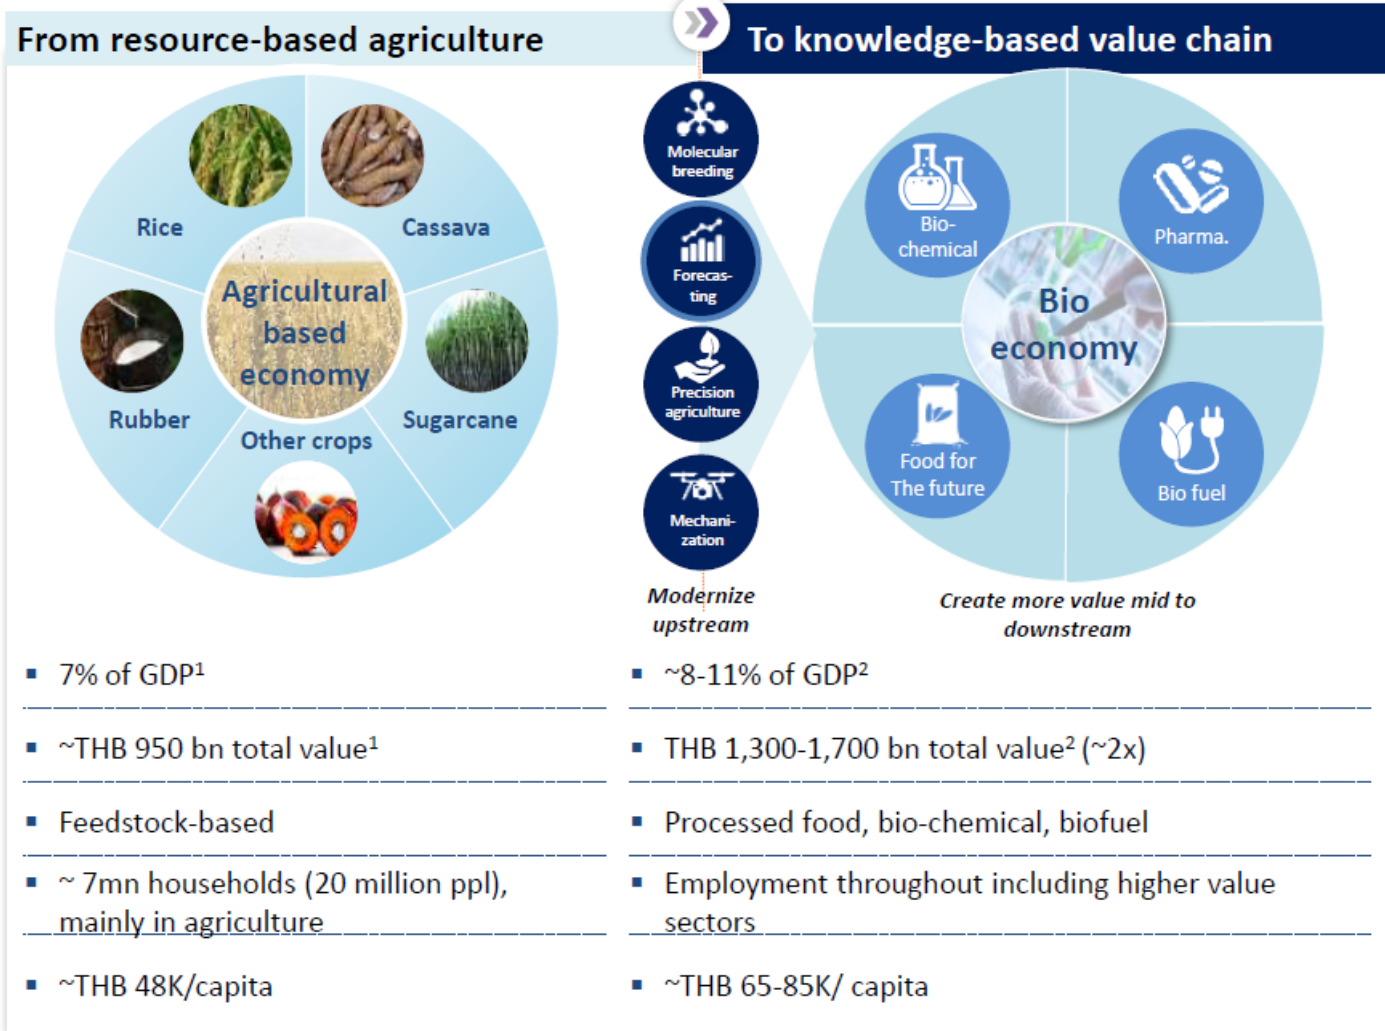 From resource-based agriculture
To knowledge-based value chain
Rice
Cassava
Rubber
Sugarcane
Other crops
Agricultural
based
economy
Molecular
breeding
Forecas-
ting
Precision
agriculture
Mechani-
zation
Modernize
upstream
Bio-
chemical
Pharma.
Bio
economy
Food for
The future
Bio fuel
Create more value mid to
downstream
▪ 7% of GDP¹
▪ ~THB 950 bn total value¹
▪ Feedstock-based
▪ ~ 7mn households (20 million ppl),
mainly in agriculture
▪ ~THB 48K/capita
▪ ~8-11% of GDP²
▪ THB 1,300-1,700 bn total value² (~2x)
▪ Processed food, bio-chemical, biofuel
▪ Employment throughout including higher value
sectors
▪ ~THB 65-85K/ capita